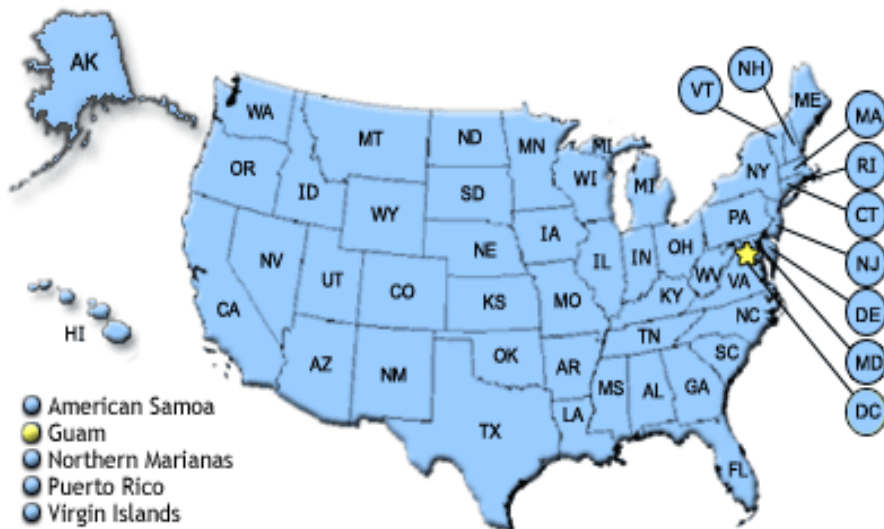 AK
WA
MT
ND
MN
MI
VT
NH
ME
MA
OR
ID
WY
SD
WI
MI
NY
RI
CT
NV
UT
CO
NE
IA
IL
IN
OH
PA
NJ
CA
KS
MO
KY
WV
VA
DE
HI
AZ
NM
OK
AR
TN
NC
MD
SC
DC
TX
LA
MS
AL
GA
FL
American Samoa
Guam
Northern Marianas
Puerto Rico
Virgin Islands